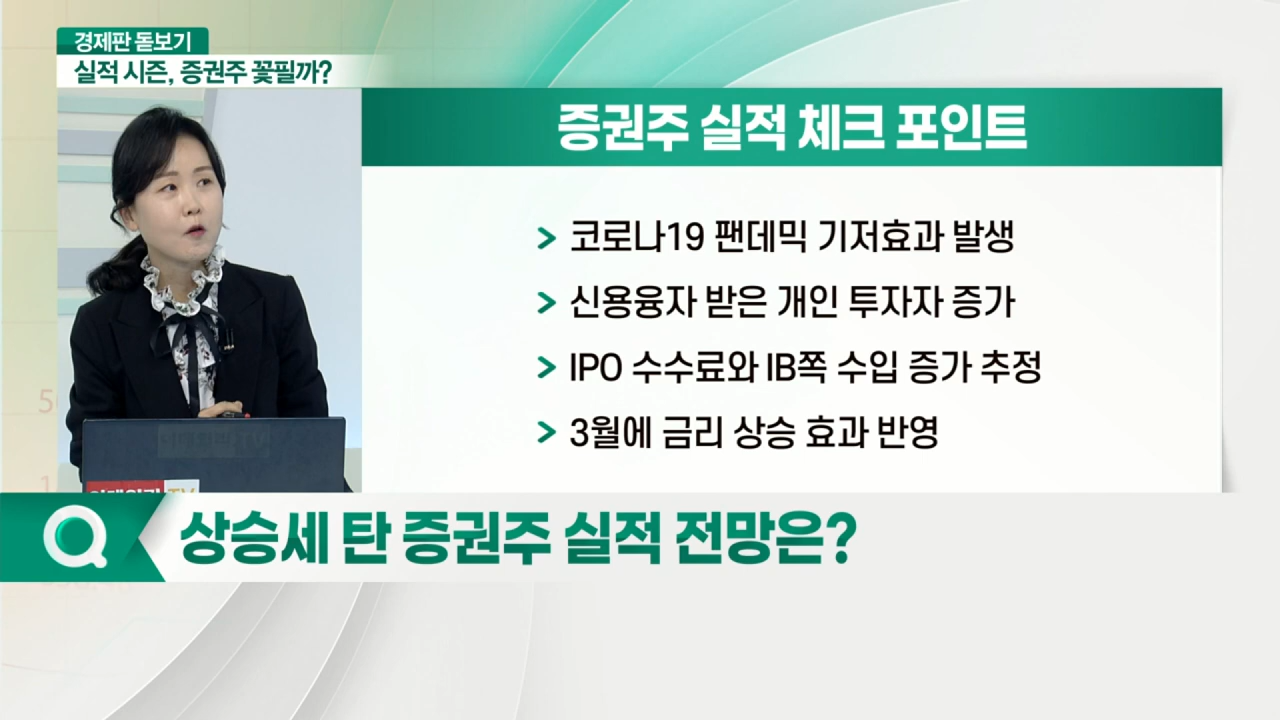 경제판 돋보기
실적 시즌, 증권주 꽃필까?
증권주 실적 체크 포인트
코로나19 팬데믹 기저효과 발생
신용융자 받은 개인 투자자 증가
IPO 수수료와 IB쪽 수입 증가 추정
3월에 금리 상승 효과 반영
상승세 탄 증권주 실적 전망은?